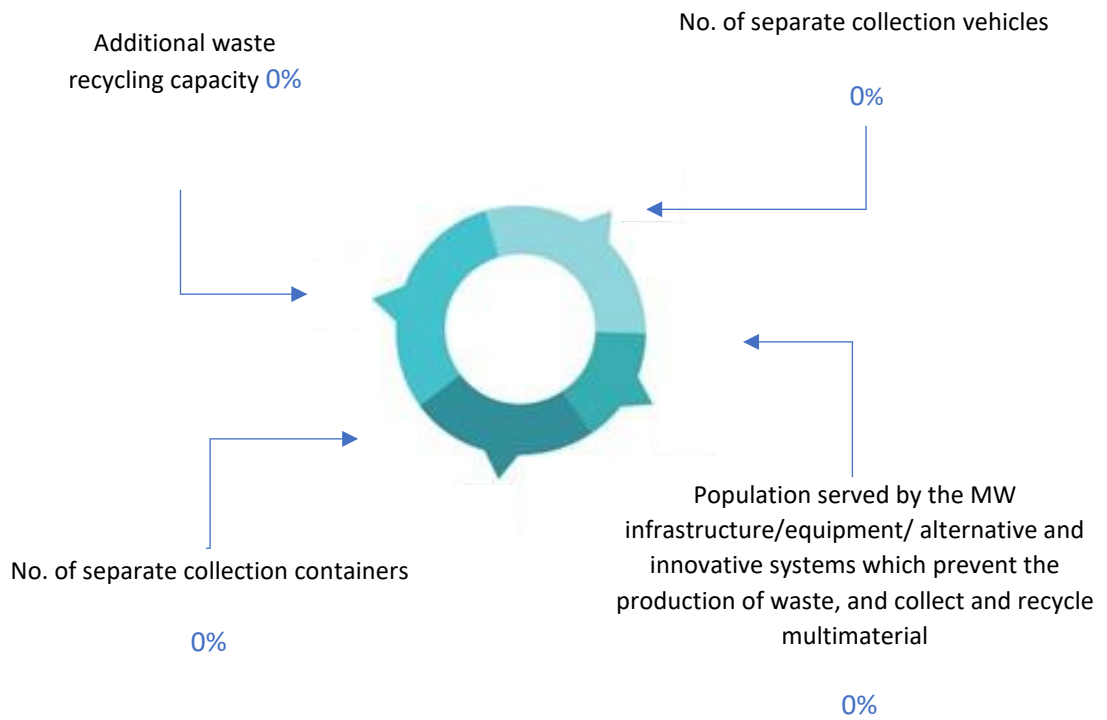 Additional waste
recycling capacity 0%
No. of separate collection vehicles
0%
No. of separate collection containers
0%
Population served by the MW
infrastructure/equipment/ alternative and
innovative systems which prevent the
production of waste, and collect and recycle
multimaterial
0%